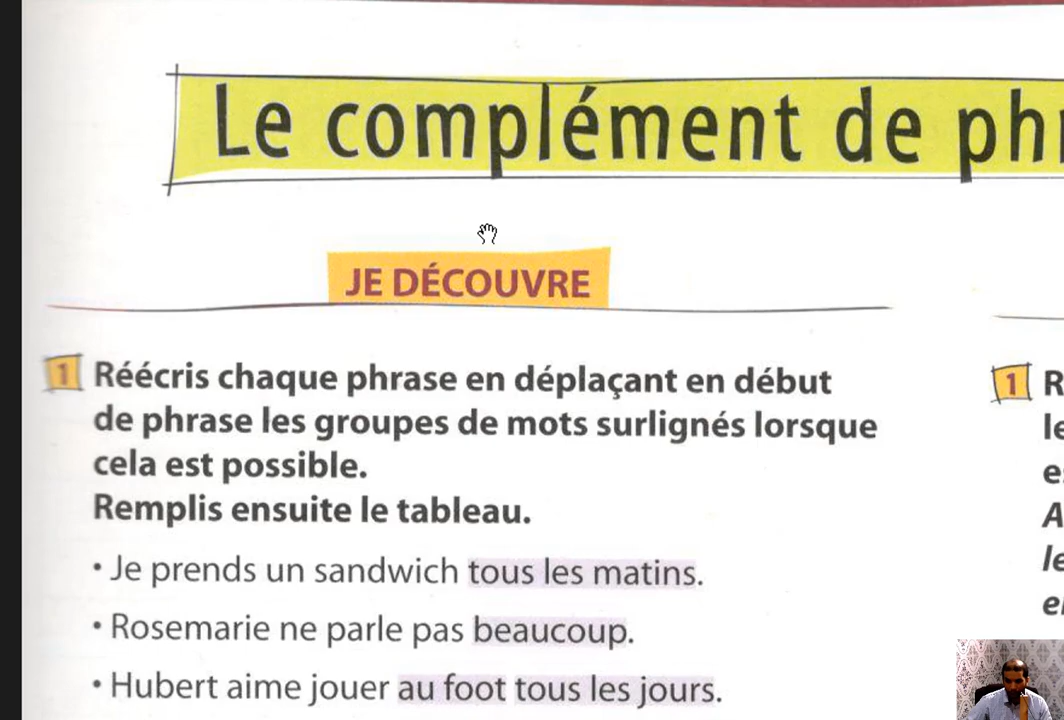 Le complément de
JE DÉCOUVRE
1 Réécris chaque phrase en déplaçant en début
de phrase les groupes de mots surlignés lorsque
cela est possible.
Remplis ensuite le tableau.
• Je prends un sandwich tous les matins.
• Rosemarie ne parle pas beaucoup.
• Hubert aime jouer au foot tous les jours.
1